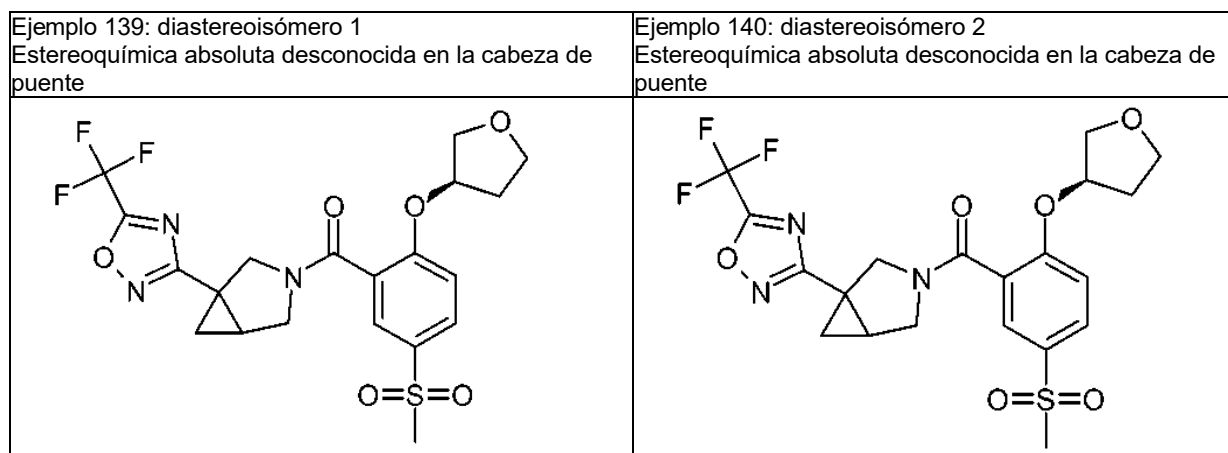 Ejemplo 139: diastereoisómero 1
Estereoquímica absoluta desconocida en la cabeza de
puente
Ejemplo 140: diastereoisómero 2
Estereoquímica absoluta desconocida en la cabeza de
puente
F
F
F
O
N
N
O
N
O
O
O=S=O
F
F
F
O
N
N
O
N
O
O
O=S=O